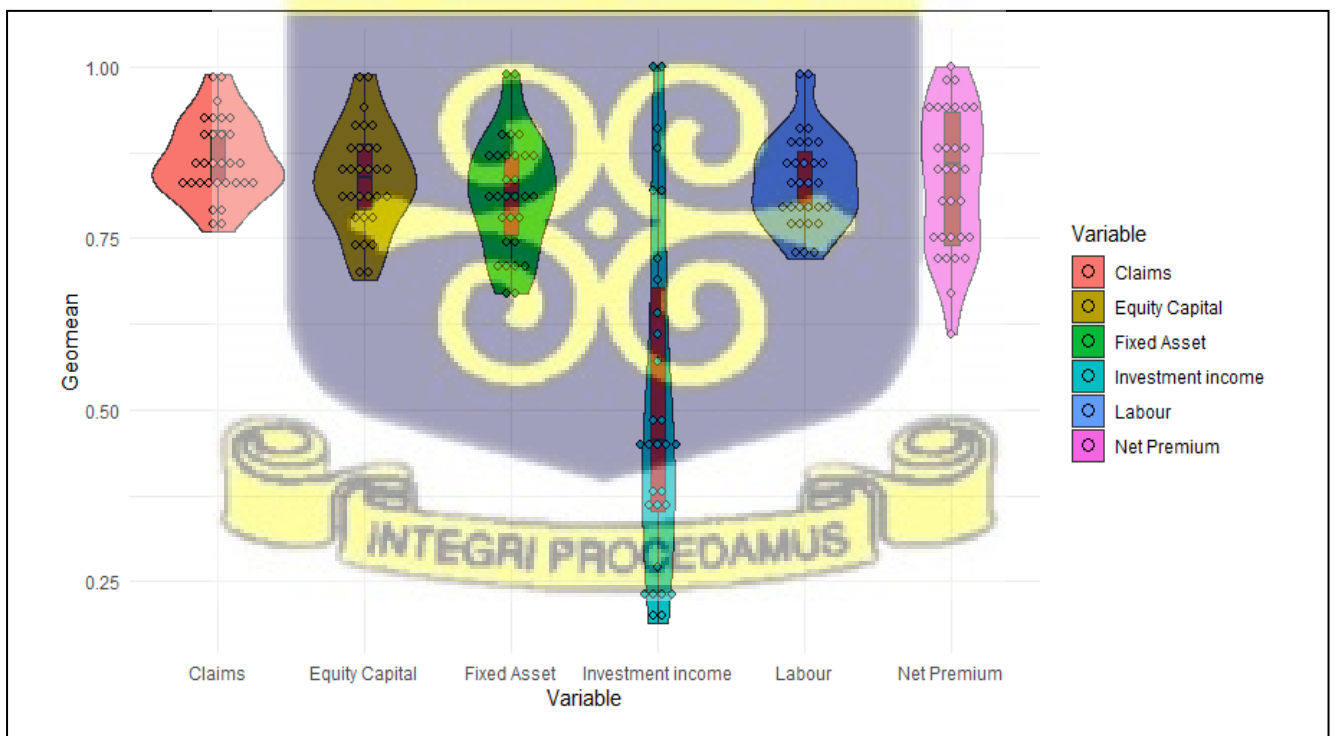 1.00
0.75
0.50
0.25
Geomean
INTEGRI PROCEDAMUS
Claims Equity Capital Fixed Asset Investment income Labour Net Premium
Variable
Variable
Claims
Equity Capital
Fixed Asset
Investment income
Labour
Net Premium